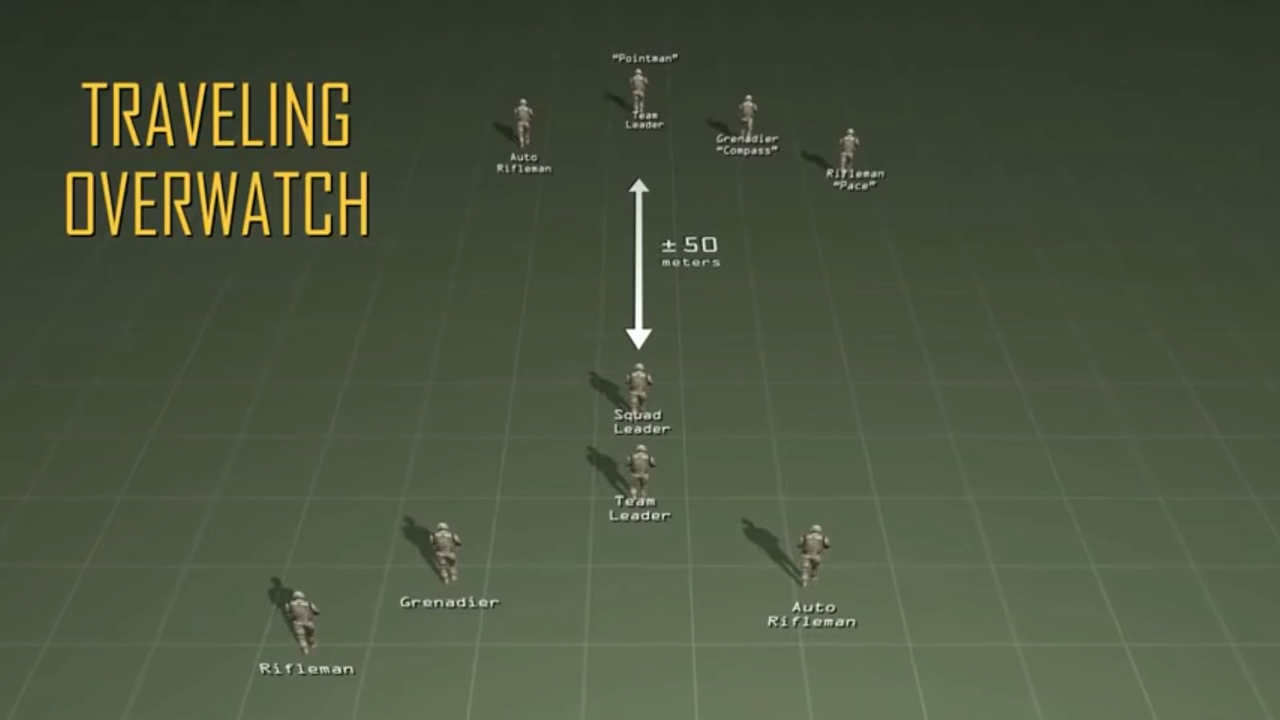 TRAVELING
OVERWATCH
"Pointman"
Team
Leader
Auto
Rifleman
Grenadier
"Compass"
Rifleman
"Pace"
± 50
meters
Squad
Leader
Team
Leader
Grenadier
Auto
Rifleman
Rifleman